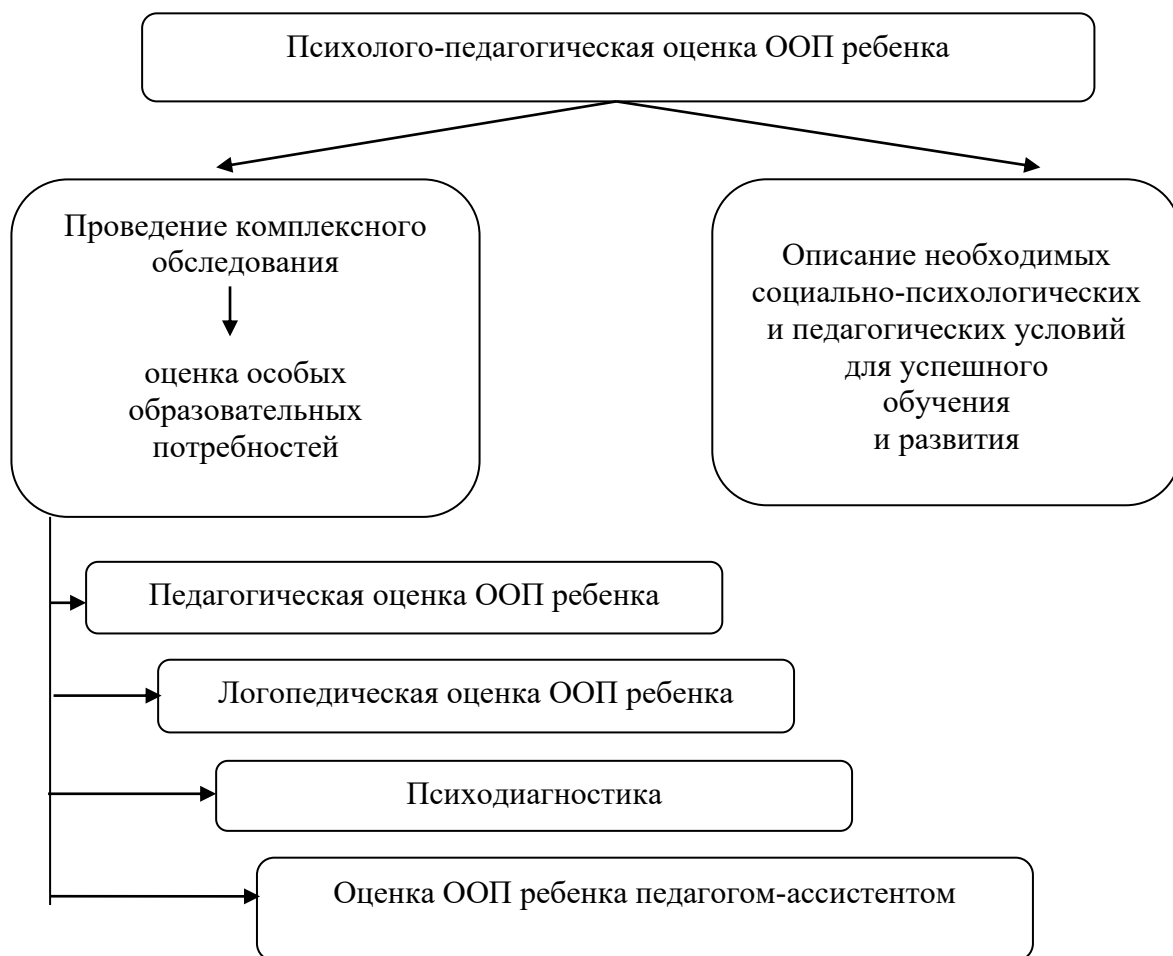 Психолого-педагогическая оценка ООП ребенка
Проведение комплексного
обследования
оценка особых
образовательных
потребностей
Описание необходимых
социально-психологических
и педагогических условий
для успешного
обучения
и развития
Педагогическая оценка ООП ребенка
Логопедическая оценка ООП ребенка
Психодиагностика
Оценка ООП ребенка педагогом-ассистентом